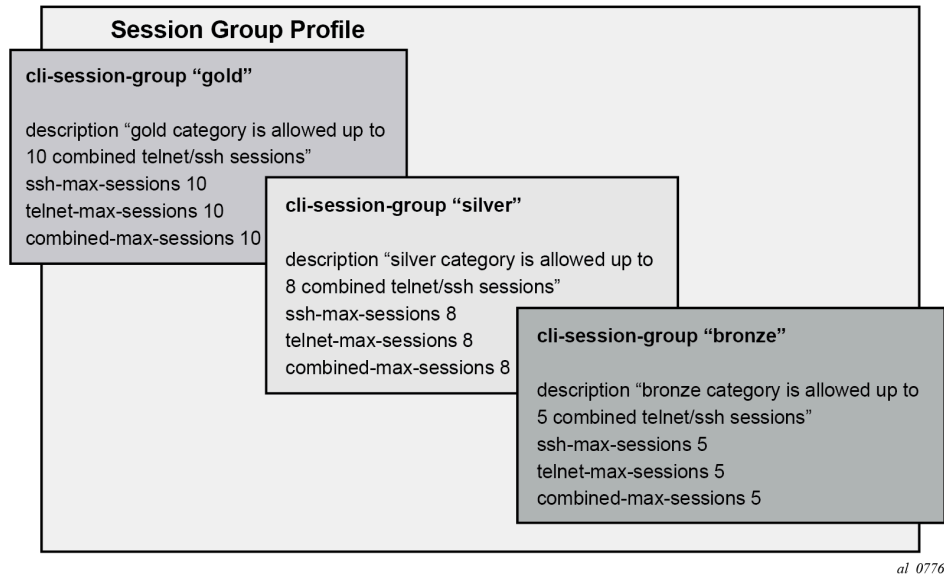 Session Group Profile
cli-session-group “gold”
description “gold category is allowed up to
10 combined telnet/ssh sessions”
ssh-max-sessions 10
telnet-max-sessions 10
combined-max-sessions 10
cli-session-group “silver”
description “silver category is allowed up to
8 combined telnet/ssh sessions”
ssh-max-sessions 8
telnet-max-sessions 8
combined-max-sessions 8
cli-session-group “bronze”
description “bronze category is allowed up to
5 combined telnet/ssh sessions”
ssh-max-sessions 5
telnet-max-sessions 5
combined-max-sessions 5
al_0776